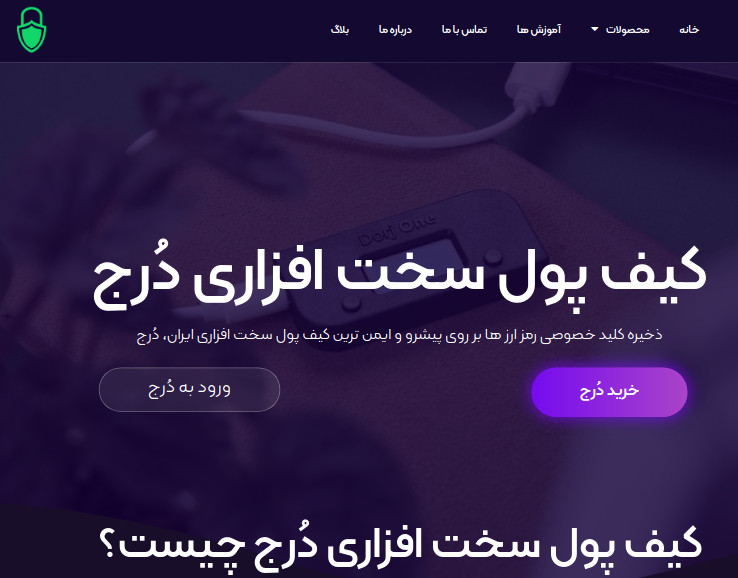 خانه
محصولات
آموزش ها
تماس با ما
درباره ما
بلاگ
Dorj One
کیف پول سخت افزاری دُرج
ذخیره کلید خصوصی رمز ارز ها بر روی پیشرو و ایمن ترین کیف پول سخت افزاری ایران، دُرج
خرید دُرج
ورود به دُرج
کیف پول سخت افزاری دُرج چیست؟